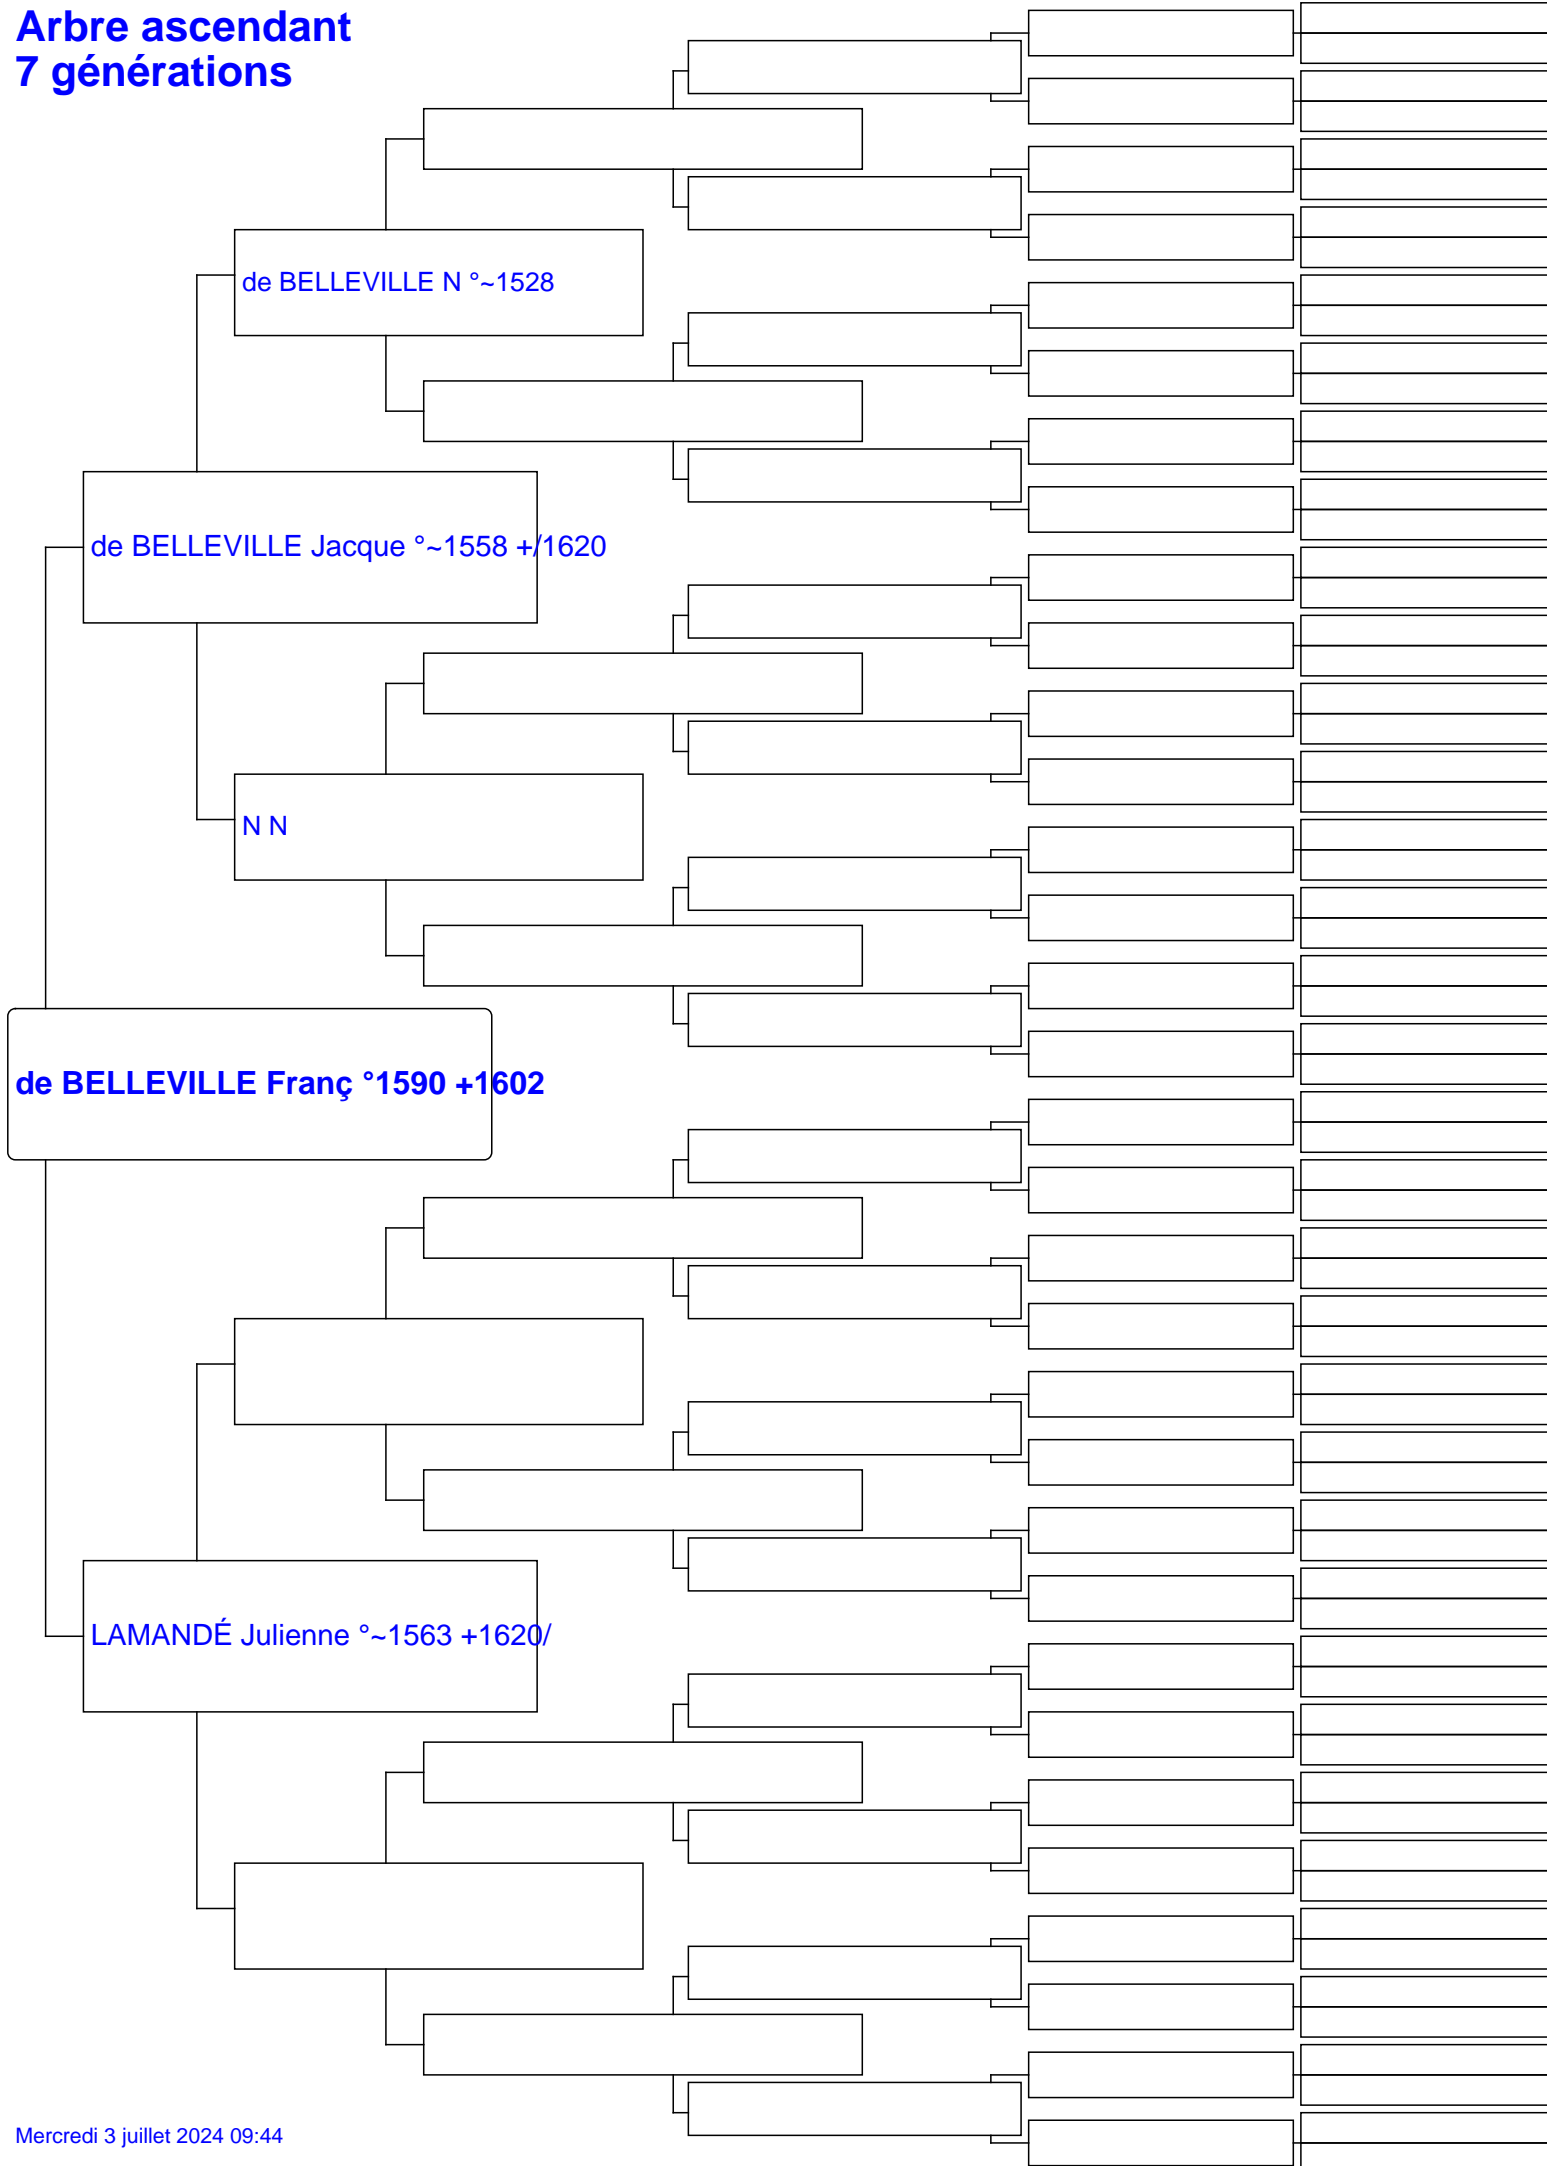 Arbre ascendant
7 générations
de BELLEVILLE N °~1528
de BELLEVILLE Jacque °~1558 +/1620
N N
de BELLEVILLE Franç °1590 +1602
LAMANDÉ Julienne °~1563 +1620/
Mercredi 3 juillet 2024 09:44